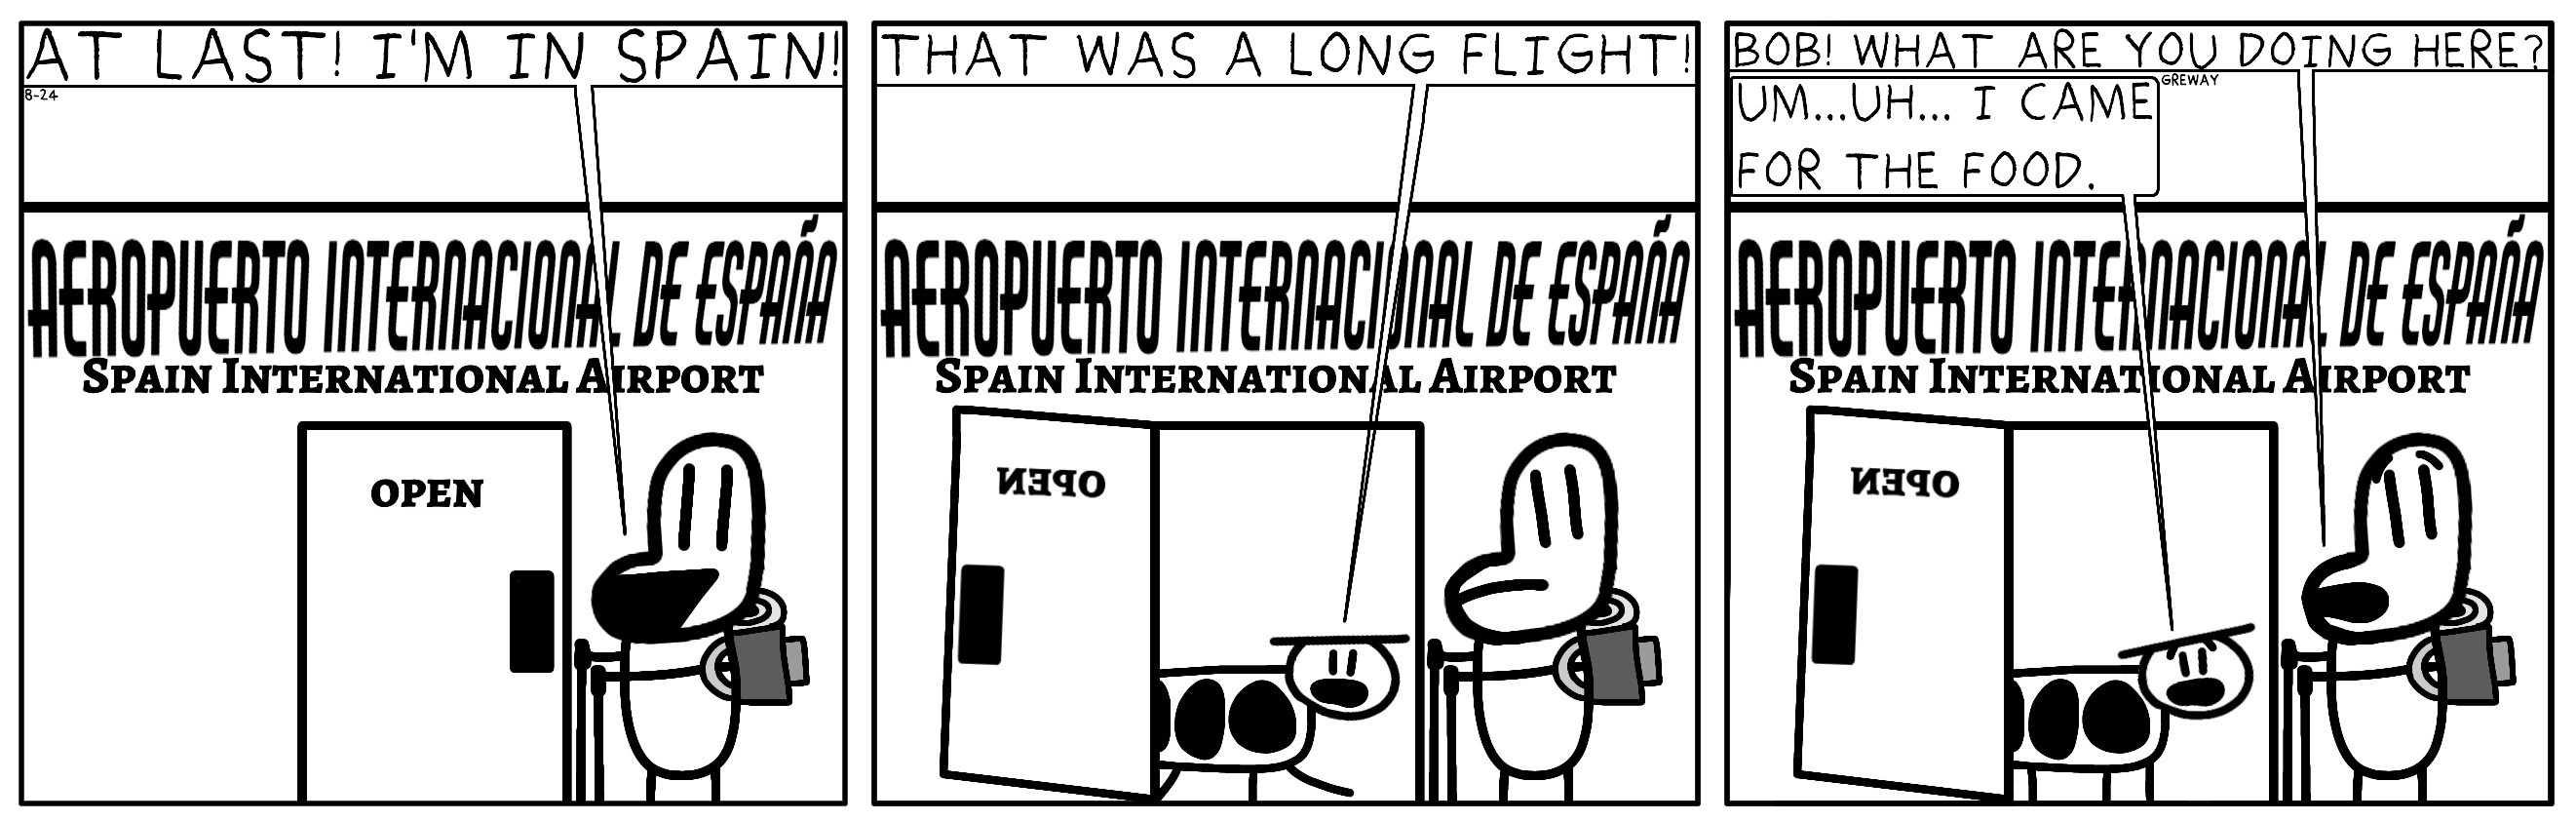 AT LAST! I'M IN SPAIN!
8-24
AEROPUERTO INTERNACIONAL DE ESPAÑA
SPAIN INTERNATIONAL AIRPORT
OPEN
THAT WAS A LONG FLIGHT!
AEROPUERTO INTERNACIONAL DE ESPAÑA
SPAIN INTERNATIONAL AIRPORT
OPEN
BOB! WHAT ARE YOU DOING HERE?
GREWAY
UM...UH... I CAME
FOR THE FOOD.
AEROPUERTO INTERNACIONAL DE ESPAÑA
SPAIN INTERNATIONAL AIRPORT
OPEN